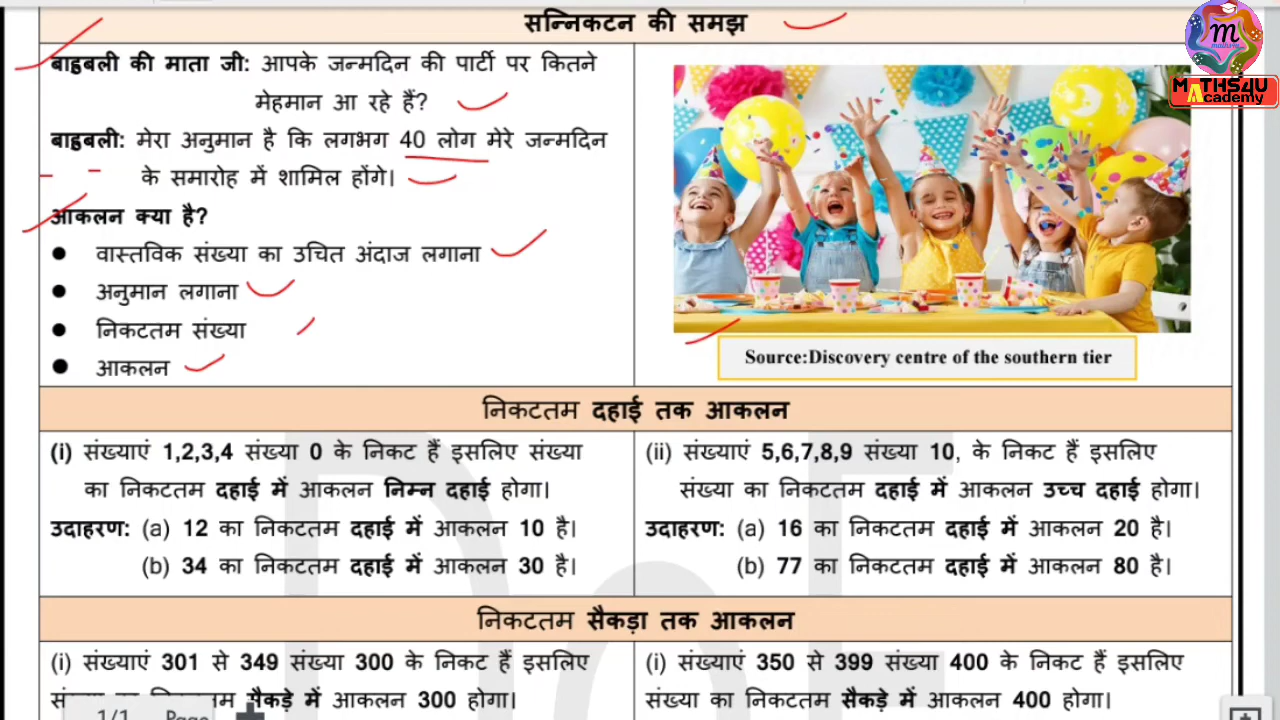 सन्निकटन की समझ
बाहुबली की माता जी: आपके जन्मदिन की पार्टी पर कितने
मेहमान आ रहे हैं?
बाहुबली: मेरा अनुमान है कि लगभग 40 लोग मेरे जन्मदिन
के समारोह में शामिल होंगे।
आकलन क्या है?
● वास्तविक संख्या का उचित अंदाज लगाना
● अनुमान लगाना
● निकटतम संख्या
● आकलन
m
maths4u
MATHS4U
Academy
Source:Discovery centre of the southern tier
निकटतम दहाई तक आकलन
(i) संख्याएं 1,2,3,4 संख्या 0 के निकट हैं इसलिए संख्या
का निकटतम दहाई में आकलन निम्न दहाई होगा।
उदाहरण: (a) 12 का निकटतम दहाई में आकलन 10 है।
(b) 34 का निकटतम दहाई में आकलन 30 है।
(ii) संख्याएं 5,6,7,8,9 संख्या 10, के निकट हैं इसलिए
संख्या का निकटतम दहाई में आकलन उच्च दहाई होगा।
उदाहरण: (a) 16 का निकटतम दहाई में आकलन 20 है।
(b) 77 का निकटतम दहाई में आकलन 80 है।
निकटतम सैकड़ा तक आकलन
(i) संख्याएं 301 से 349 संख्या 300 के निकट हैं इसलिए
सैकड़े में आकलन 300 होगा।
(i) संख्याएं 350 से 399 संख्या 400 के निकट हैं इसलिए
संख्या का निकटतम सैकड़े में आकलन 400 होगा।
1/1 Page